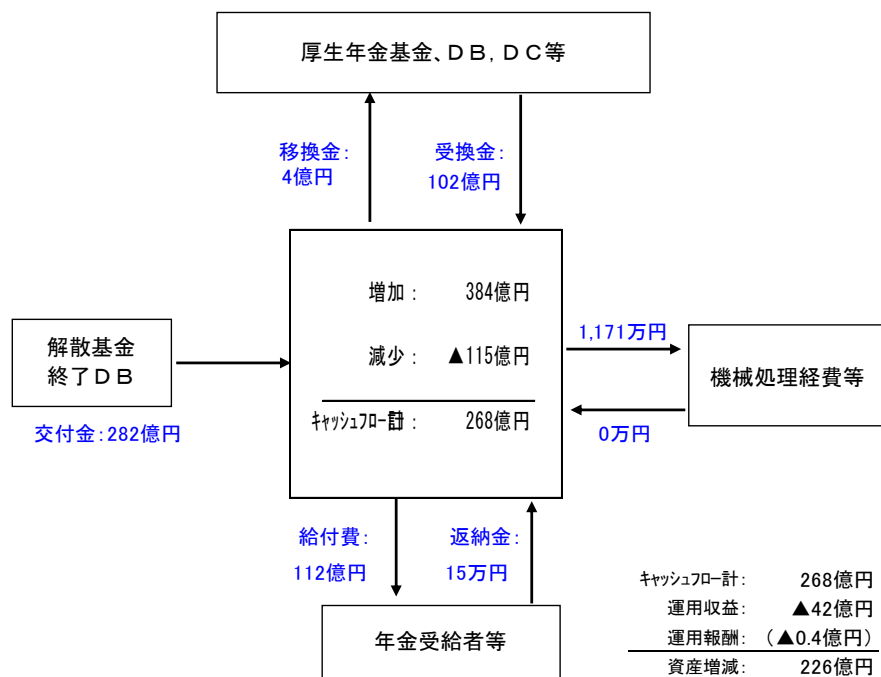 厚生年金基金、ＤＢ，ＤＣ等
移換金：
4億円
受換金：
102億円
増加： 384億円
減少： ▲115億円
ｷｬｯｼｭﾌﾛｰ計： 268億円
解散基金
終了ＤＢ
交付金：282億円
1,171万円
機械処理経費等
0万円
給付費：
112億円
返納金：
15万円
年金受給者等
ｷｬｯｼｭﾌﾛｰ計： 268億円
運用収益： ▲42億円
運用報酬： （▲0.4億円）
資産増減： 226億円